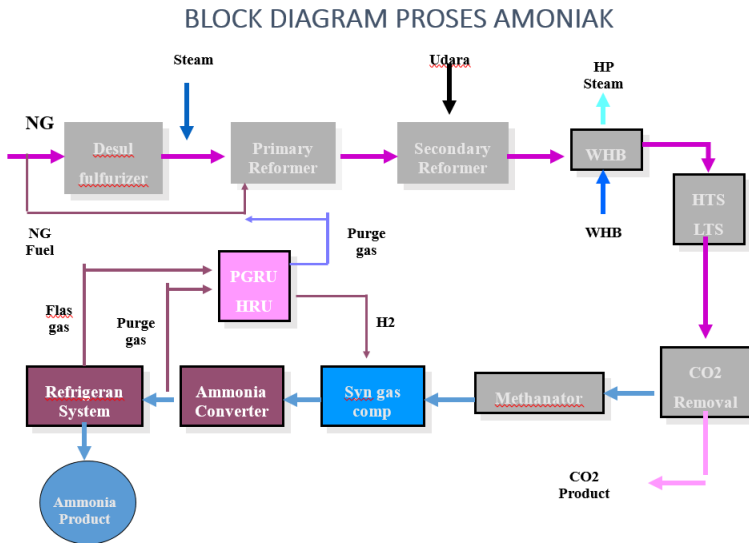 BLOCK DIAGRAM PROSES AMONIAK
Steam
Udara
HP
Steam
NG
Desul
fulfurizer
Primary
Reformer
Secondary
Reformer
WHB
HTS
LTS
NG
Fuel
Purge
gas
WHB
PGRU
HRU
Flas
gas
Purge
gas
H2
Refrigeran
System
Ammonia
Converter
Syn gas
comp
Methanator
CO2
Removal
Ammonia
Product
CO2
Product